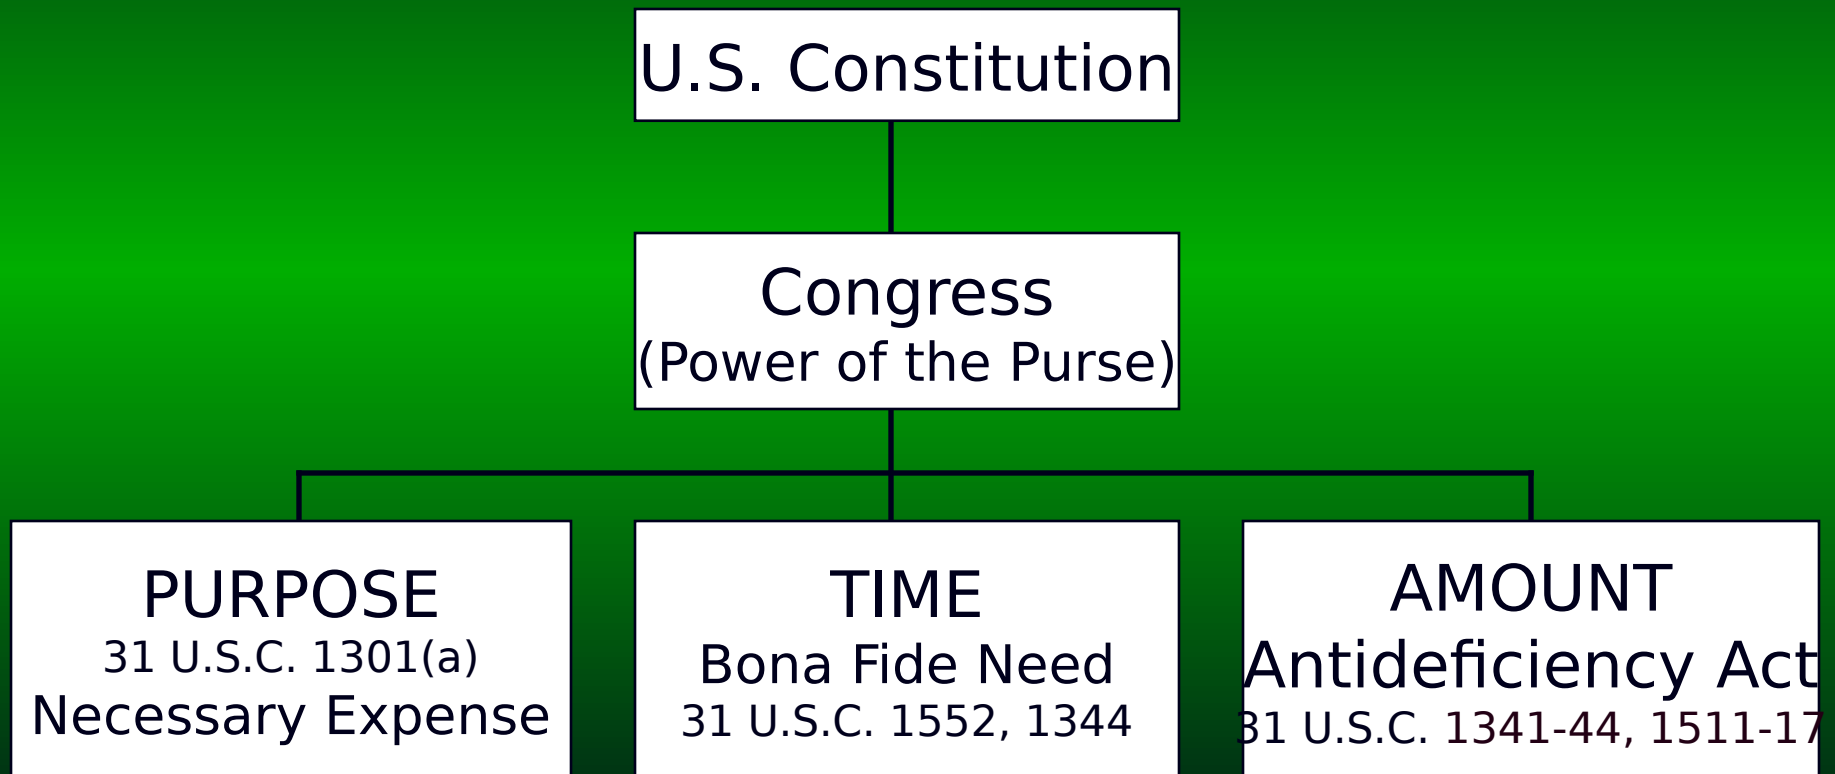 U.S. Constitution
Congress
(Power of the Purse)
PURPOSE
31 U.S.C. 1301(a)
Necessary Expense
TIME
Bona Fide Need
31 U.S.C. 1552, 1344
AMOUNT
Antideficiency Act
31 U.S.C. 1341-44, 1511-17